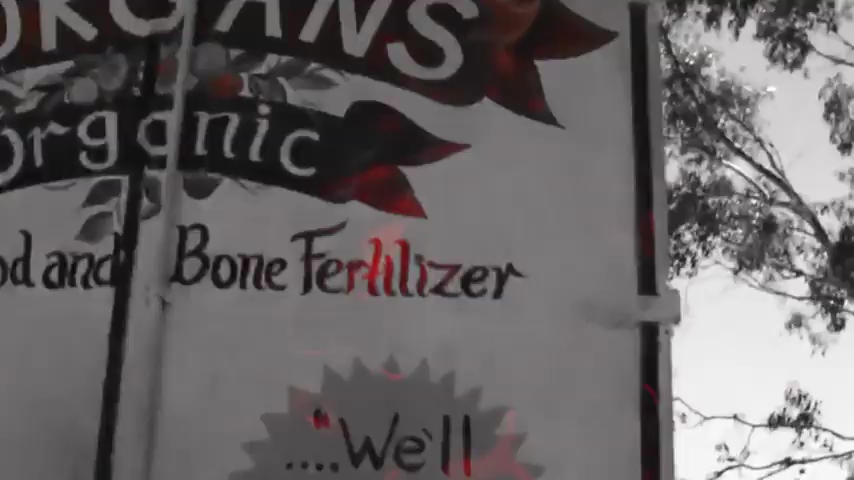 ORGANS
organic
od and Bone Fertilizer
...."We'll